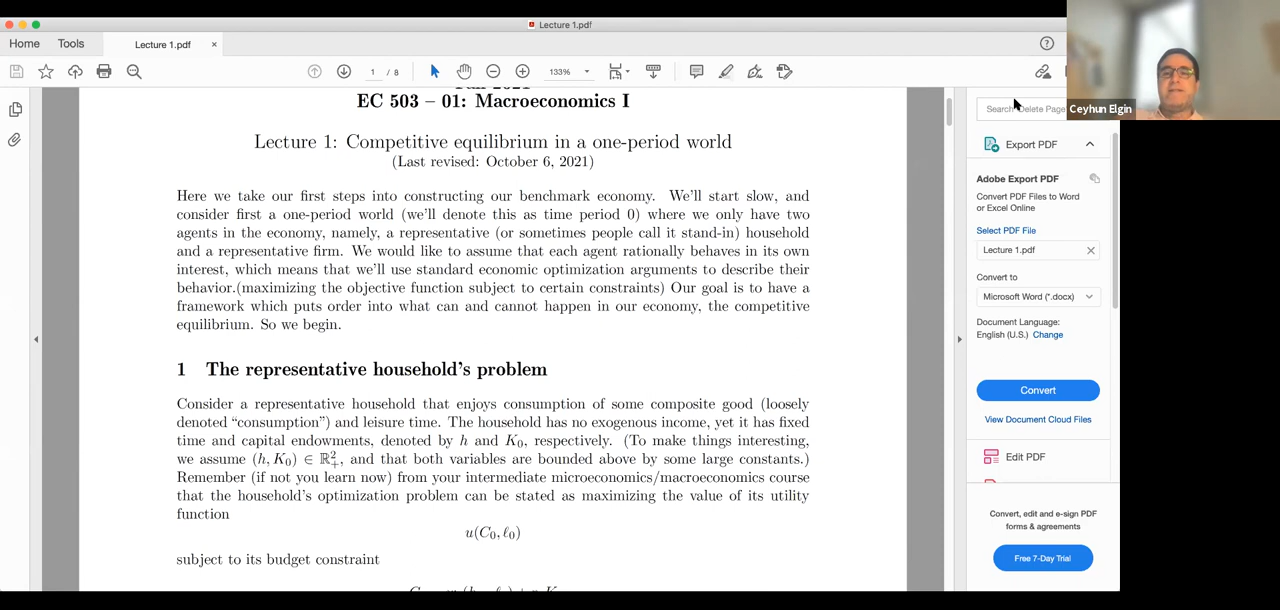 Lecture 1.pdf
Home
Tools
Lecture 1.pdf
×
1 / 8
133%
EC 503 – 01: Macroeconomics I
Lecture 1: Competitive equilibrium in a one-period world
(Last revised: October 6, 2021)
Here we take our first steps into constructing our benchmark economy. We'll start slow, and
consider first a one-period world (we'll denote this as time period 0) where we only have two
agents in the economy, namely, a representative (or sometimes people call it stand-in) household
and a representative firm. We would like to assume that each agent rationally behaves in its own
interest, which means that we'll use standard economic optimization arguments to describe their
behavior.(maximizing the objective function subject to certain constraints) Our goal is to have a
framework which puts order into what can and cannot happen in our economy, the competitive
equilibrium. So we begin.
1 The representative household's problem
Consider a representative household that enjoys consumption of some composite good (loosely
denoted “consumption”) and leisure time. The household has no exogenous income, yet it has fixed
time and capital endowments, denoted by h and K₀, respectively. (To make things interesting,
we assume (h, K₀) ∈ ℝ²₊, and that both variables are bounded above by some large constants.)
Remember (if not you learn now) from your intermediate microeconomics/macroeconomics course
that the household's optimization problem can be stated as maximizing the value of its utility
function
u(C₀, ℓ₀)
subject to its budget constraint
Ceyhun Elgin
Search Delete Page
Export PDF
Adobe Export PDF
Convert PDF Files to Word
or Excel Online
Select PDF File
Lecture 1.pdf
Convert to
Microsoft Word (*.docx)
Document Language:
English (U.S.) Change
Convert
View Document Cloud Files
Edit PDF
Convert, edit and e-sign PDF
forms & agreements
Free 7-Day Trial